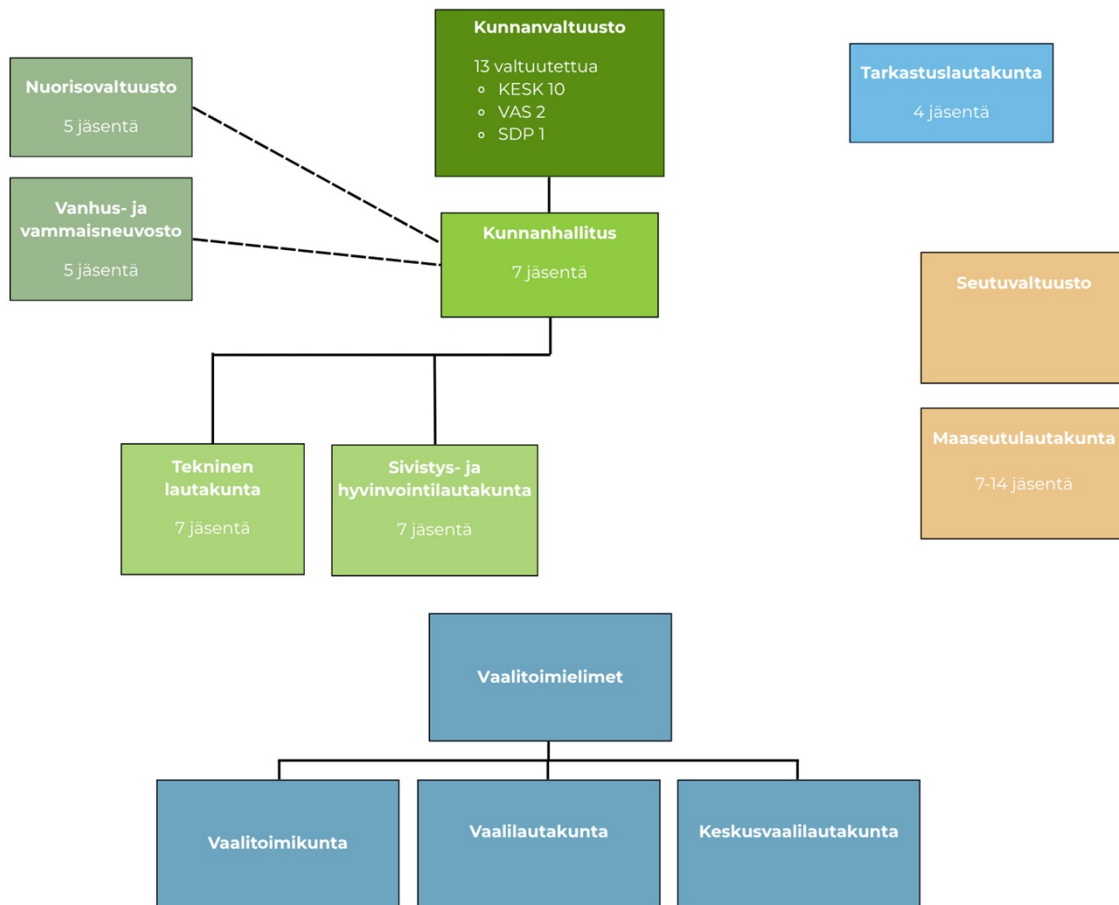 Kunnanvaltuusto
13 valtuutettua
KESK 10
VAS 2
SDP 1
Nuorisovaltuusto
5 jäsentä
Tarkastuslautakunta
4 jäsentä
Vanhus- ja
vammaisneuvosto
5 jäsentä
Kunnanhallitus
7 jäsentä
Seutuvaltuusto
Maaseutulautakunta
7-14 jäsentä
Tekninen
lautakunta
7 jäsentä
Sivistys- ja
hyvinvointilautakunta
7 jäsentä
Vaalitoimielimet
Vaalitoimikunta
Vaalilautakunta
Keskusvaalilautakunta